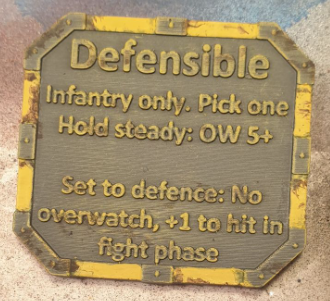 Defensible
Infantry only. Pick one
Hold steady: OW 5+
Set to defence: No
overwatch, +1 to hit in
fight phase